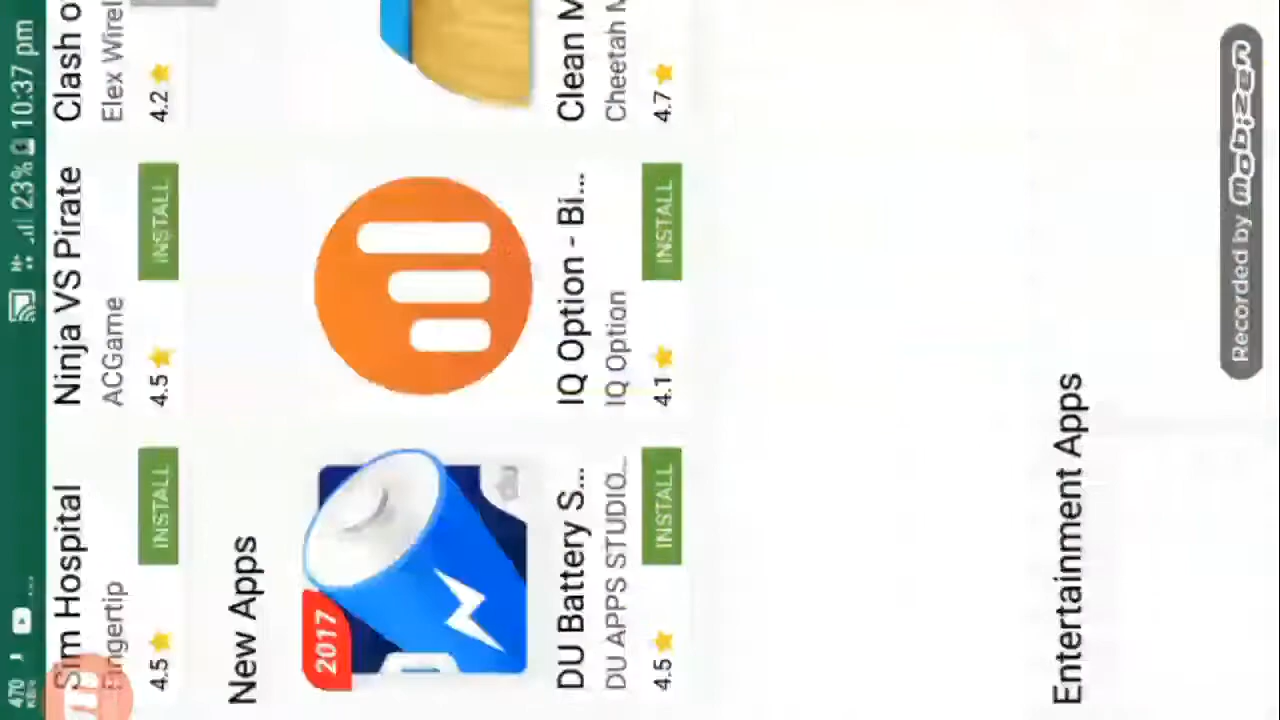 470 KB/s ... 23% 10:37 pm
Sim Hospital Ninja VS Pirate Clash o
Fingertip ACGame Elex Wirel
4.5 INSTALL 4.5 INSTALL 4.2
New Apps
2017
DU Battery S... IQ Option - Bi... Clean M
DU APPS STUDIO... IQ Option Cheetah M
4.5 INSTALL 4.1 INSTALL 4.7
Entertainment Apps
Recorded by mobizen